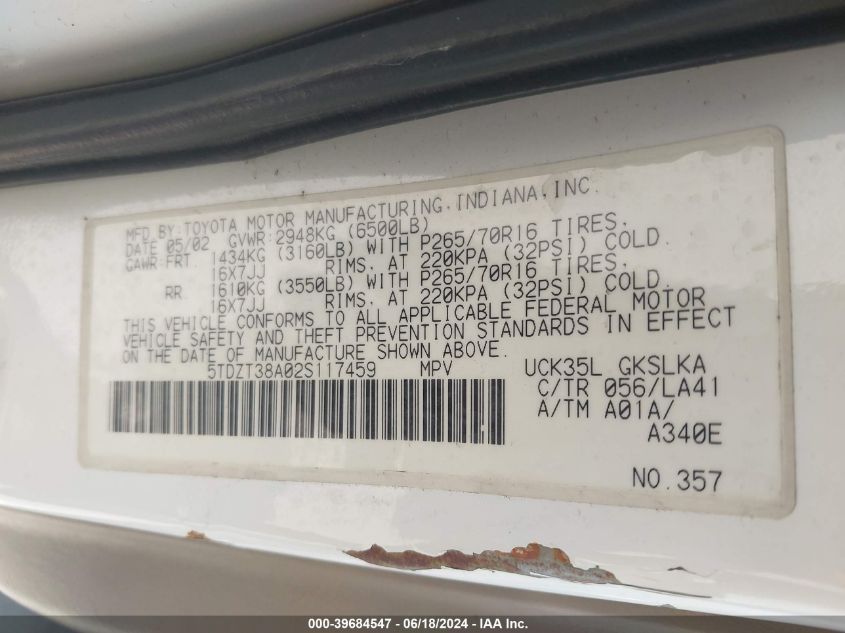 MFD.BY:TOYOTA MOTOR MANUFACTURING.INDIANA,INC.
DATE 05/02 GVWR:2948KG (6500LB)
GAWR:FRT. 1434KG (3160LB) WITH P265/70R16 TIRES,
16X7JJ RIMS, AT 220KPA (32PSI) COLD.
RR. 1610KG (3550LB) WITH P265/70R16 TIRES,
16X7JJ RIMS, AT 220KPA (32PSI) COLD.
THIS VEHICLE CONFORMS TO ALL APPLICABLE FEDERAL MOTOR
VEHICLE SAFETY AND THEFT PREVENTION STANDARDS IN EFFECT
ON THE DATE OF MANUFACTURE SHOWN ABOVE.
5TDZT38A02S117459 MPV UCK35L GKSLKA
C/TR 056/LA41
A/TM A01A/
A340E
NO.357
000-39684547 - 06/18/2024 - IAA Inc.